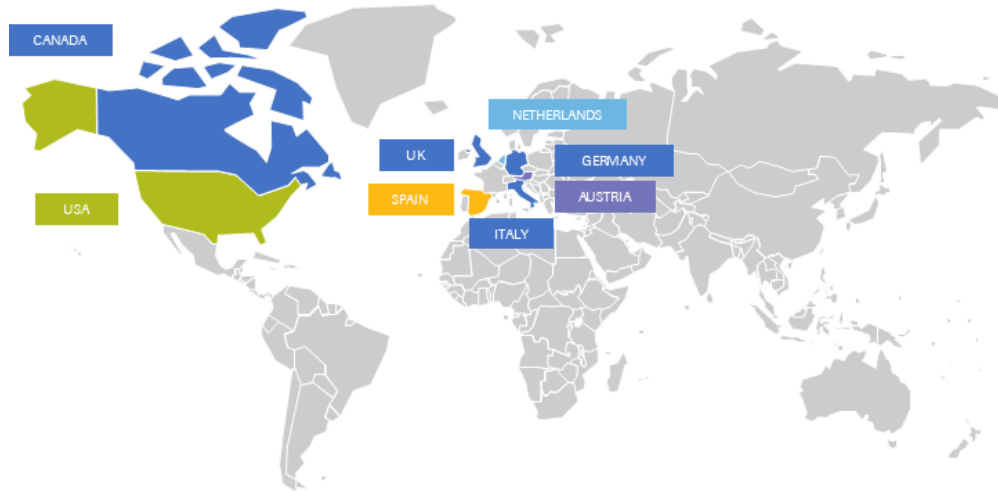 CANADA
NETHERLANDS
UK
GERMANY
USA
SPAIN
AUSTRIA
ITALY